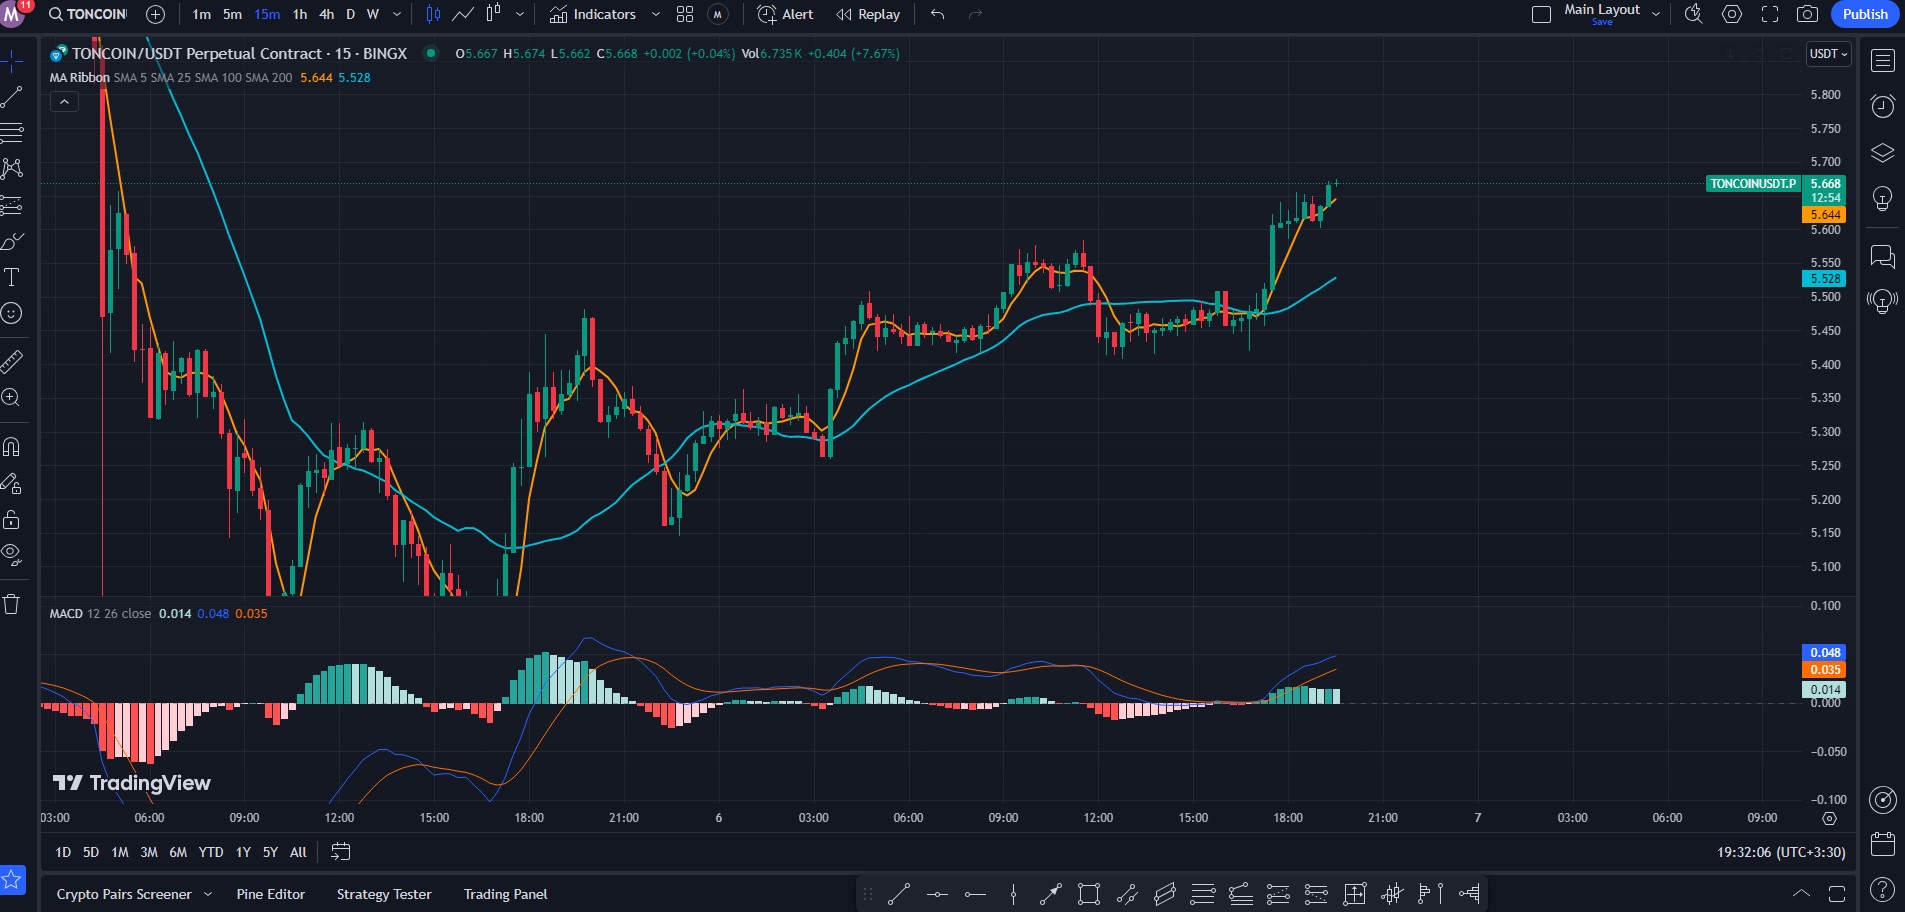 M 11 TONCOIN 1m 5m 15m 1h 4h D W Indicators M Alert Replay Main Layout Save Publish
TONCOIN/USDT Perpetual Contract · 15 · BINGX O5.667 H5.674 L5.662 C5.668 +0.002 (+0.04%) Vol6.735K +0.404 (+7.67%) USDT
MA Ribbon SMA 5 SMA 25 SMA 100 SMA 200 5.644 5.528
5.800
5.750
5.700
TONCOINUSDT.P 5.668
12:54
5.644
5.600
5.550
5.528
5.500
5.450
5.400
5.350
5.300
5.250
5.200
5.150
5.100
MACD 12 26 close 0.014 0.048 0.035
0.100
0.048
0.035
0.014
0.000
−0.050
TradingView
−0.100
03:00 06:00 09:00 12:00 15:00 18:00 21:00 6 03:00 06:00 09:00 12:00 15:00 18:00 21:00 7 03:00 06:00 09:00
1D 5D 1M 3M 6M YTD 1Y 5Y All 19:32:06 (UTC+3:30)
Crypto Pairs Screener Pine Editor Strategy Tester Trading Panel